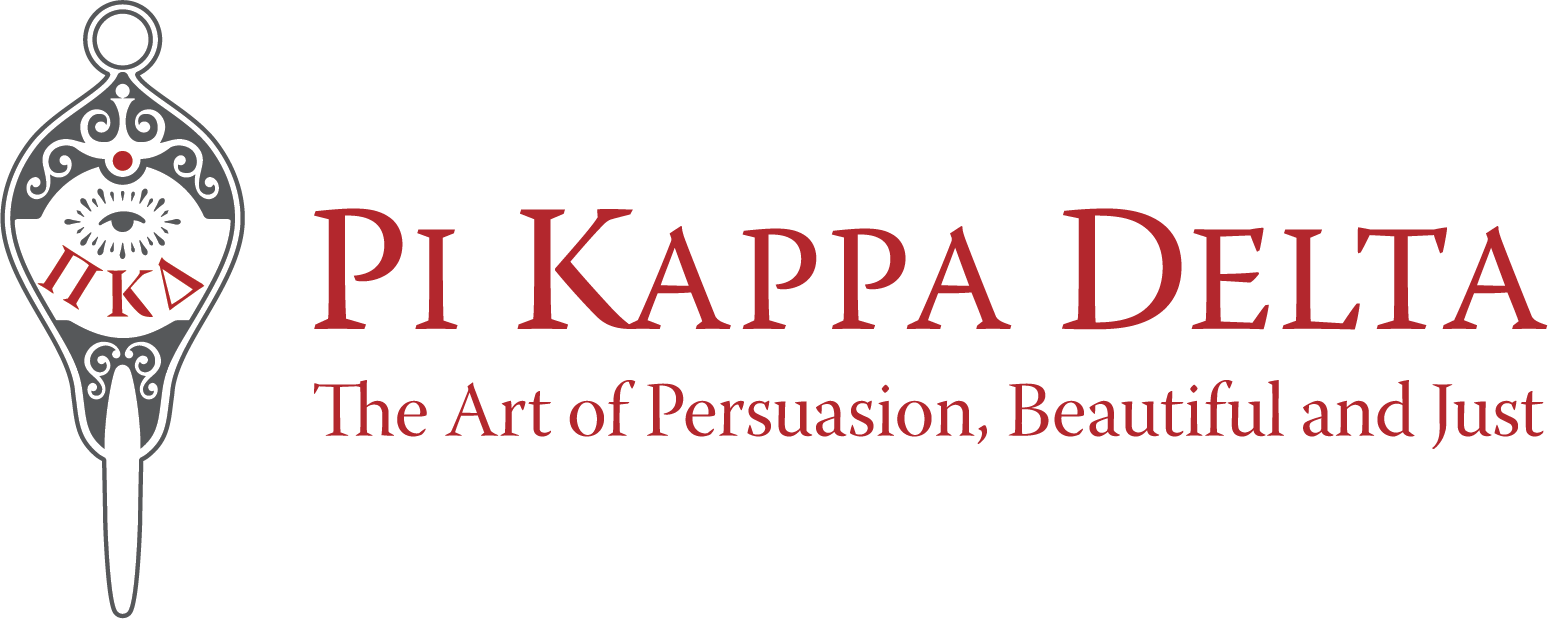 ΠΚΔ
Pi Kappa Delta
The Art of Persuasion, Beautiful and Just